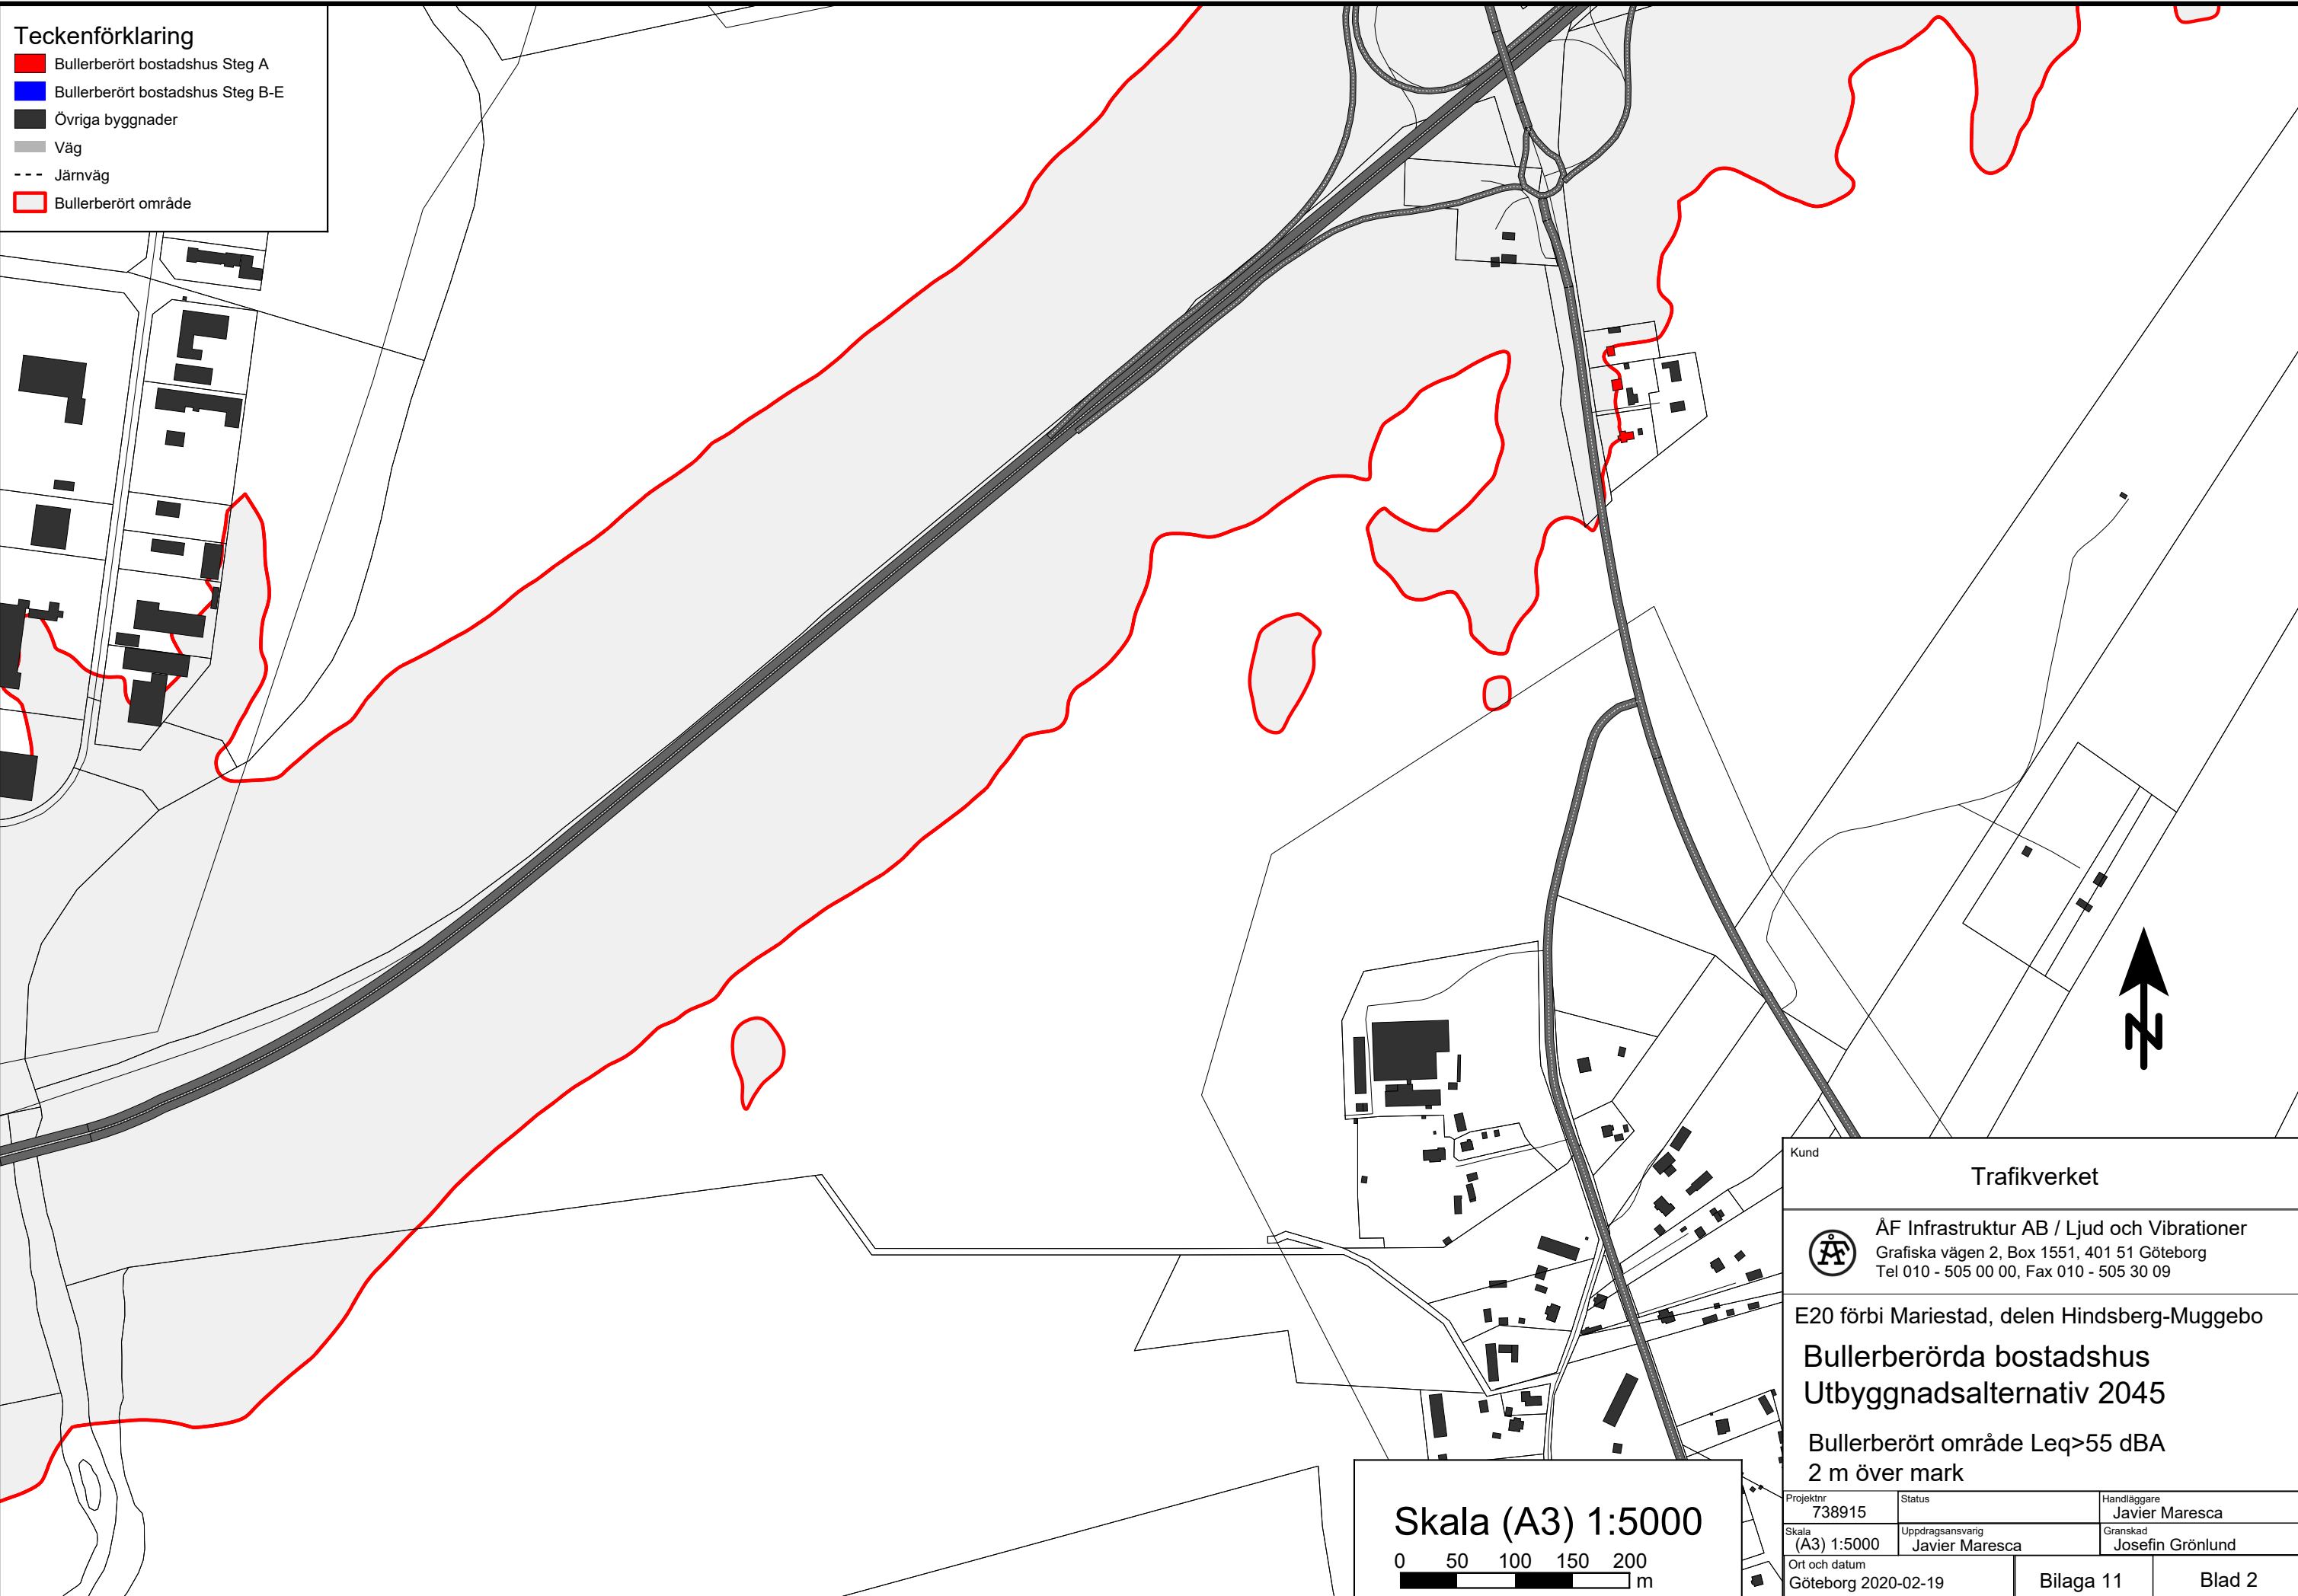 Teckenförklaring
Bullerberört bostadshus Steg A
Bullerberört bostadshus Steg B-E
Övriga byggnader
Väg
Järnväg
Bullerberört område
N
Kund
Trafikverket
ÅF
ÅF Infrastruktur AB / Ljud och Vibrationer
Grafiska vägen 2, Box 1551, 401 51 Göteborg
Tel 010 - 505 00 00, Fax 010 - 505 30 09
E20 förbi Mariestad, delen Hindsberg-Muggebo
Bullerberörda bostadshus
Utbyggnadsalternativ 2045
Bullerberört område Leq>55 dBA
2 m över mark
Projektnr
738915
Status
Handläggare
Javier Maresca
Skala
(A3) 1:5000
Uppdragsansvarig
Javier Maresca
Granskad
Josefin Grönlund
Ort och datum
Göteborg 2020-02-19
Bilaga 11
Blad 2
Skala (A3) 1:5000
0 50 100 150 200
m